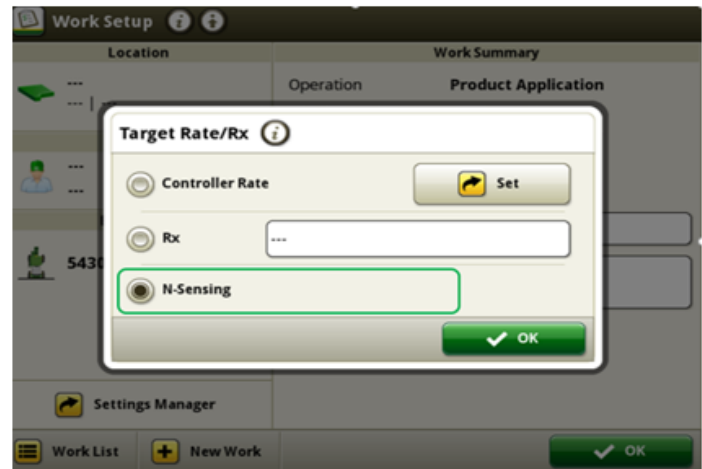 Work Setup
Location
Work Summary
---
--- | ---
Operation Product Application
Target Rate/Rx
Controller Rate
Set
Rx
---
N-Sensing
OK
---
---
5430
Settings Manager
Work List
New Work
OK